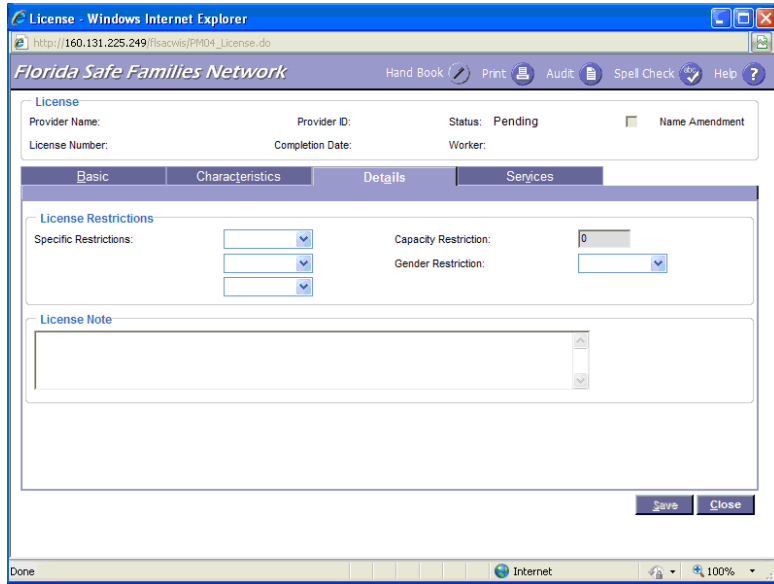 License - Windows Internet Explorer
http://160.131.225.249/flsacwis/PM04_License.do
Florida Safe Families Network Hand Book Print Audit Spell Check abc Help ?
License
Provider Name: Provider ID: Status: Pending Name Amendment
License Number: Completion Date: Worker:
Basic Characteristics Details Services
License Restrictions
Specific Restrictions: Capacity Restriction: 0
Gender Restriction:
License Note
Save Close
Done Internet 100%